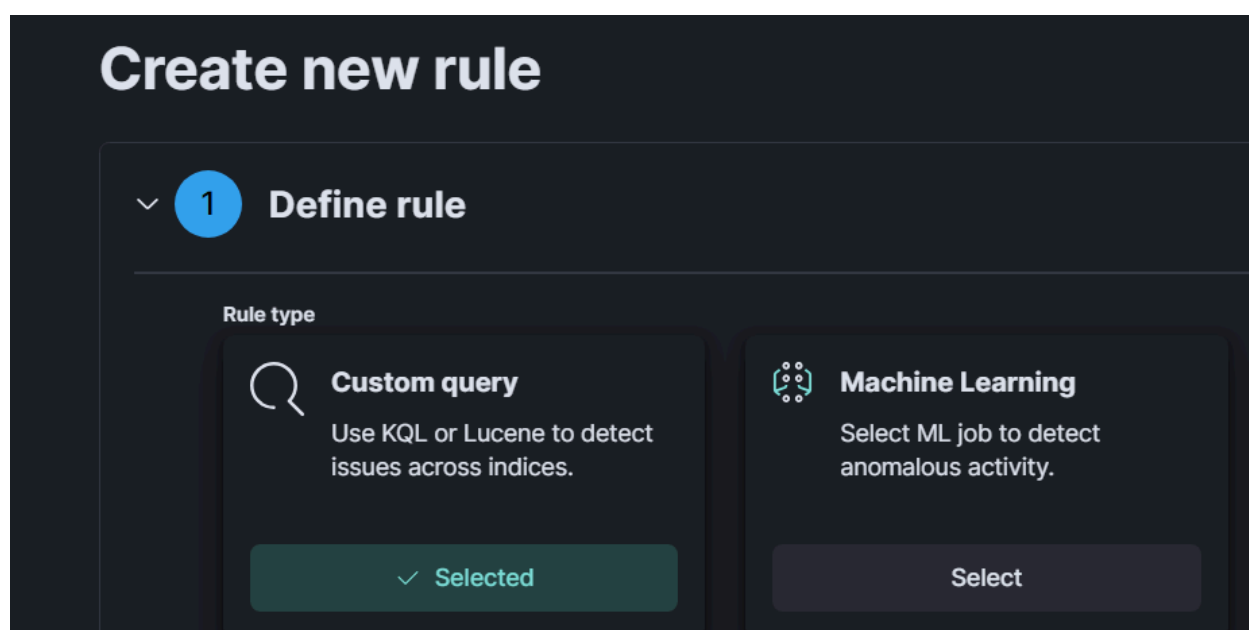 Create new rule
1 Define rule
Rule type
Custom query
Use KQL or Lucene to detect
issues across indices.
Selected
Machine Learning
Select ML job to detect
anomalous activity.
Select